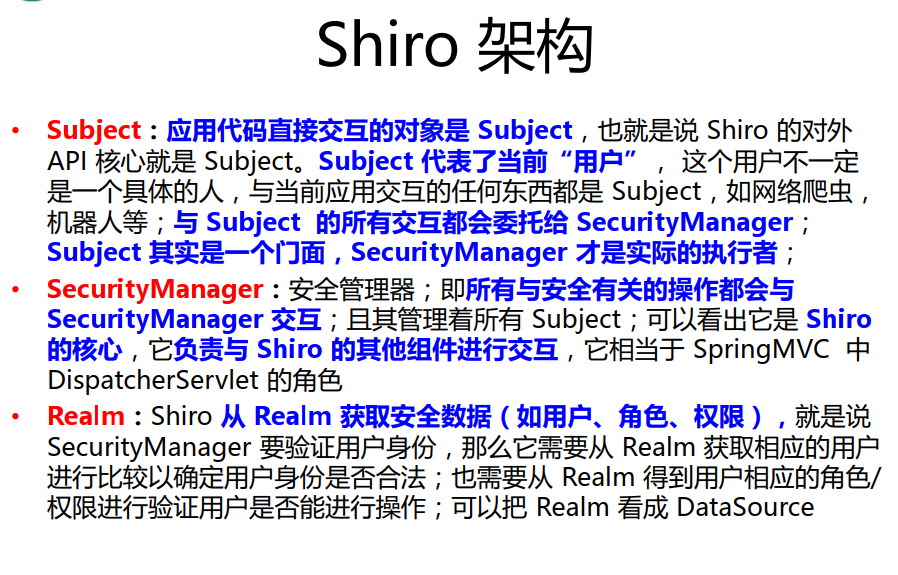 Shiro 架构
• Subject：应用代码直接交互的对象是 Subject，也就是说 Shiro 的对外
API 核心就是 Subject。Subject 代表了当前“用户”， 这个用户不一定
是一个具体的人，与当前应用交互的任何东西都是 Subject，如网络爬虫，
机器人等；与 Subject 的所有交互都会委托给 SecurityManager；
Subject 其实是一个门面，SecurityManager 才是实际的执行者；
• SecurityManager：安全管理器；即所有与安全有关的操作都会与
SecurityManager 交互；且其管理着所有 Subject；可以看出它是 Shiro
的核心，它负责与 Shiro 的其他组件进行交互，它相当于 SpringMVC 中
DispatcherServlet 的角色
• Realm：Shiro 从 Realm 获取安全数据（如用户、角色、权限），就是说
SecurityManager 要验证用户身份，那么它需要从 Realm 获取相应的用户
进行比较以确定用户身份是否合法；也需要从 Realm 得到用户相应的角色/
权限进行验证用户是否能进行操作；可以把 Realm 看成 DataSource